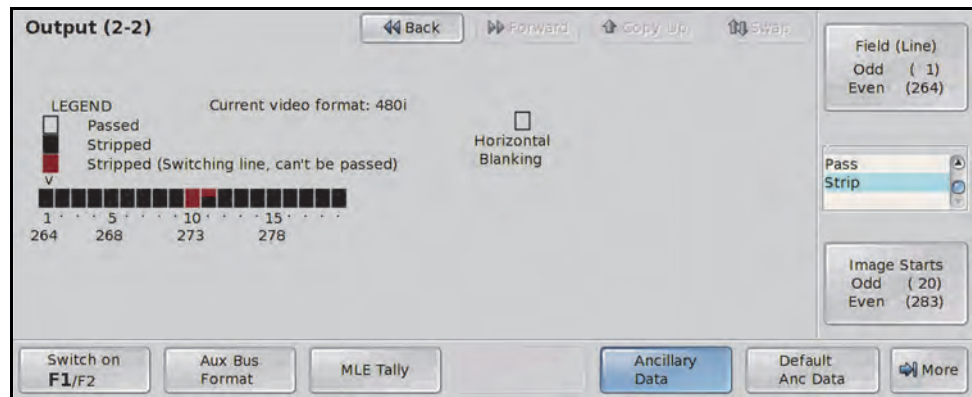 Output (2-2)
Back
Forward
Copy Up
Swap
Field (Line)
Odd ( 1)
Even (264)
LEGEND
Current video format: 480i
Passed
Stripped
Stripped (Switching line, can't be passed)
Horizontal
Blanking
v
1 · · · 5 · · · · 10 · · · · 15 · · · ·
264 268 273 278
Pass
Strip
Image Starts
Odd ( 20)
Even (283)
Switch on
F1/F2
Aux Bus
Format
MLE Tally
Ancillary
Data
Default
Anc Data
More